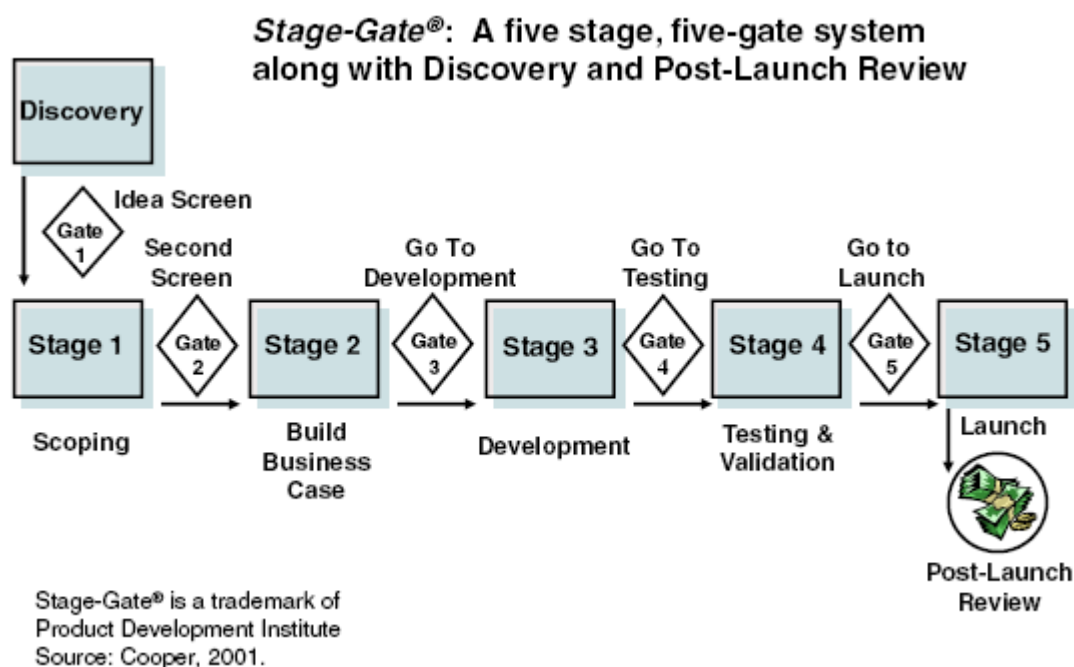 Stage-Gate®: A five stage, five-gate system
along with Discovery and Post-Launch Review
Discovery
Idea Screen
Gate
1
Second
Screen
Go To
Development
Go To
Testing
Go to
Launch
Stage 1
Gate
2
Stage 2
Gate
3
Stage 3
Gate
4
Stage 4
Gate
5
Stage 5
Scoping
Build
Business
Case
Development
Testing &
Validation
Launch
Post-Launch
Review
Stage-Gate® is a trademark of
Product Development Institute
Source: Cooper, 2001.